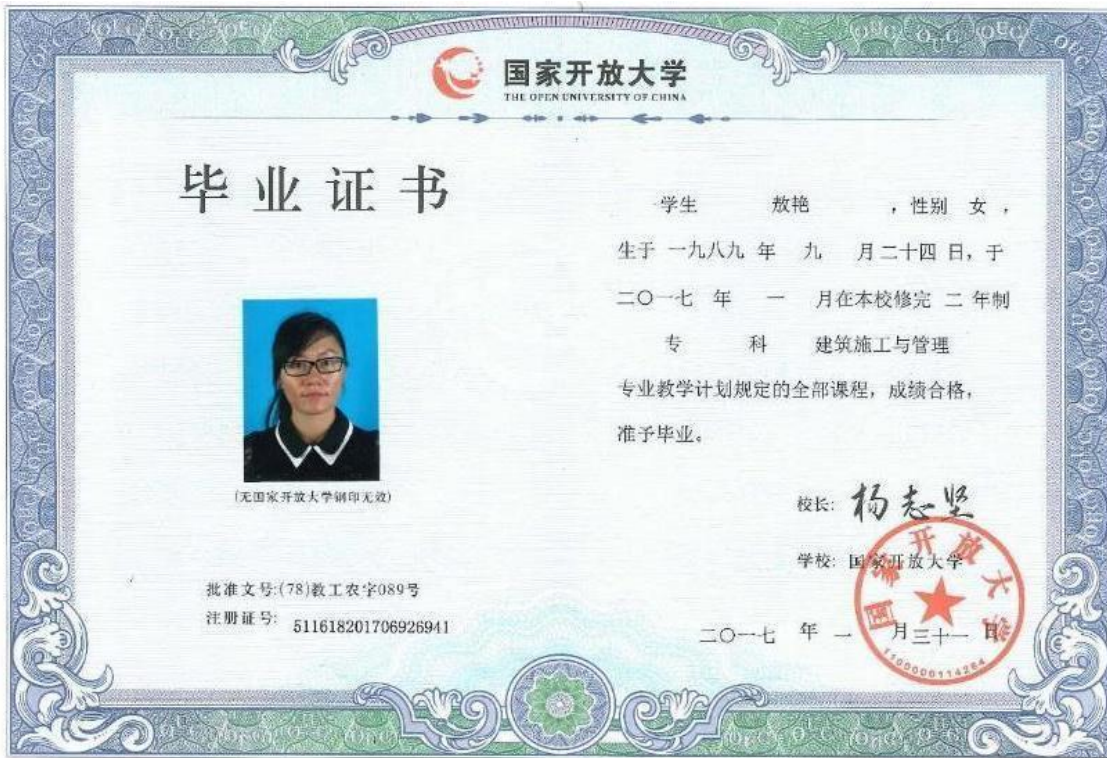 国家开放大学
THE OPEN UNIVERSITY OF CHINA
毕业证书
学生 敖艳 ，性别 女 ，
生于 一九八九 年 九 月二十四 日，于
二〇一七 年 一 月在本校修完 二 年制
专 科 建筑施工与管理
专业教学计划规定的全部课程，成绩合格，
准予毕业。
(无国家开放大学钢印无效)
校长: 杨志坚
学校: 国家开放大学
国家开放大学
1100000114284
批准文号:(78)教工农字089号
注册证号: 511618201706926941
二〇一七 年 一 月三十一 日